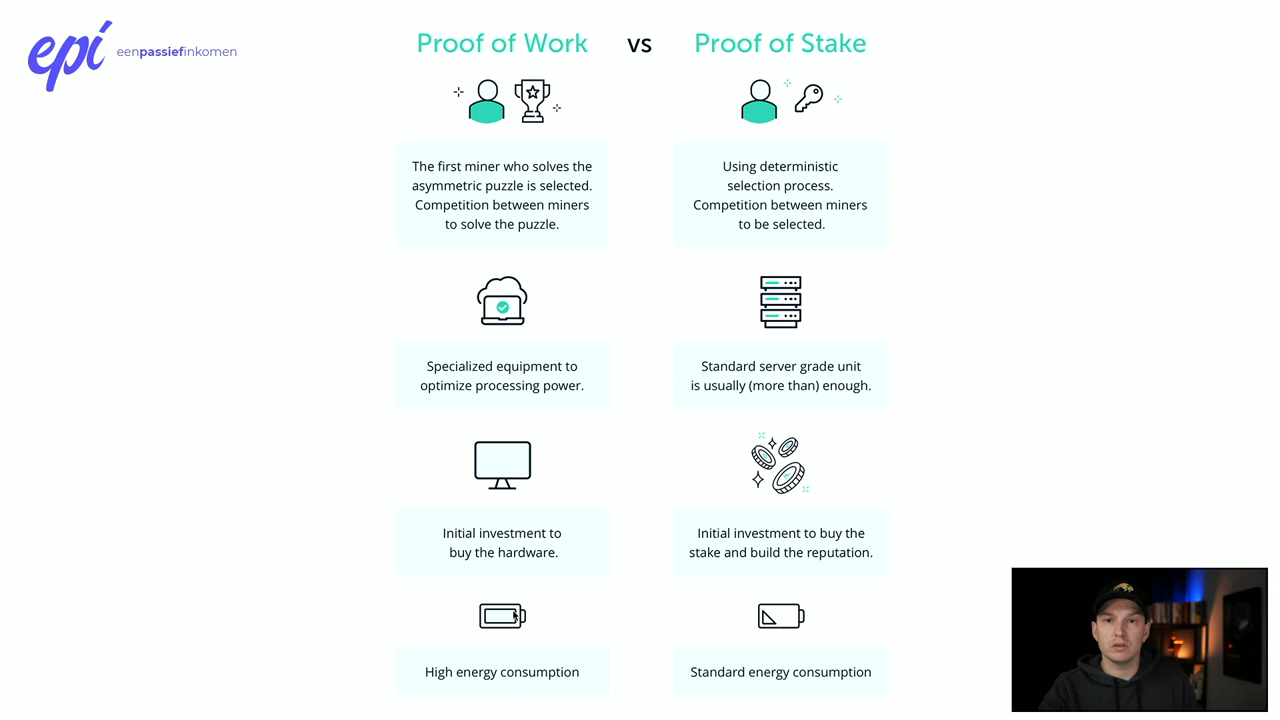 epi eenpassiefinkomen
Proof of Work vs Proof of Stake
The first miner who solves the
asymmetric puzzle is selected.
Competition between miners
to solve the puzzle.
Using deterministic
selection process.
Competition between miners
to be selected.
Specialized equipment to
optimize processing power.
Standard server grade unit
is usually (more than) enough.
Initial investment to
buy the hardware.
Initial investment to buy the
stake and build the reputation.
High energy consumption
Standard energy consumption